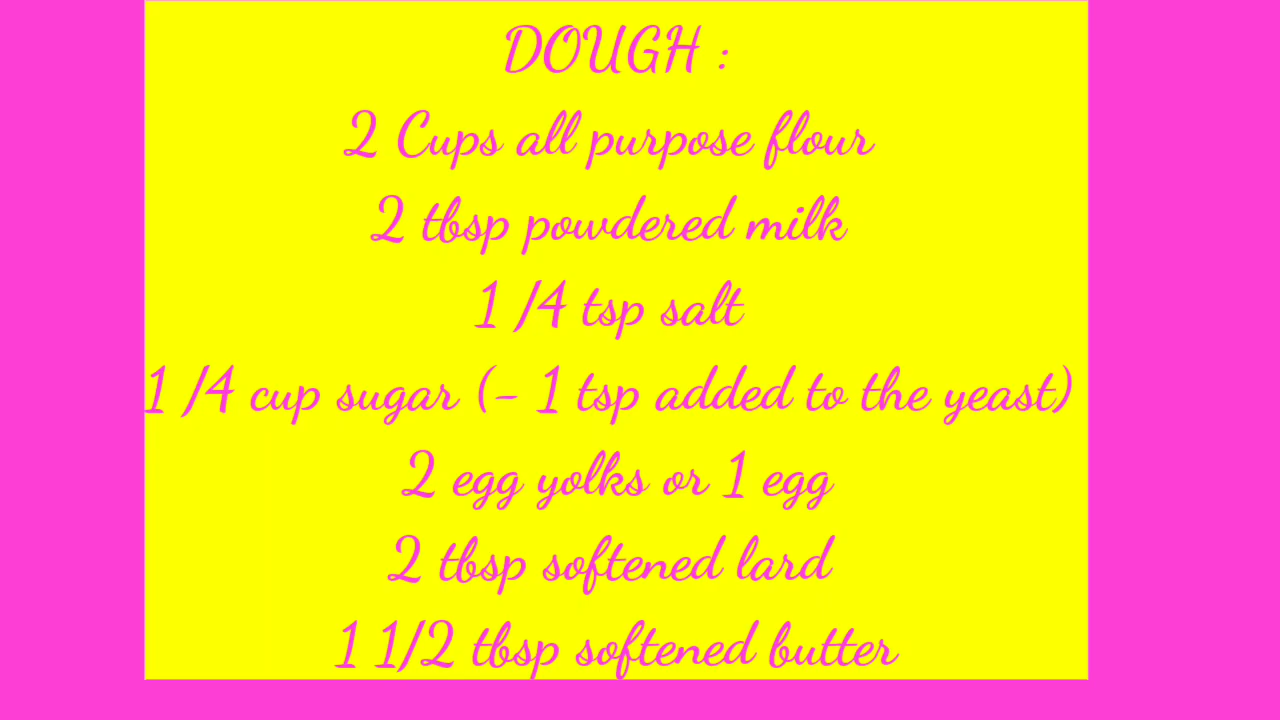 DOUGH :
2 Cups all purpose flour
2 tbsp powdered milk
1 /4 tsp salt
1 /4 cup sugar (- 1 tsp added to the yeast)
2 egg yolks or 1 egg
2 tbsp softened lard
1 1/2 tbsp softened butter